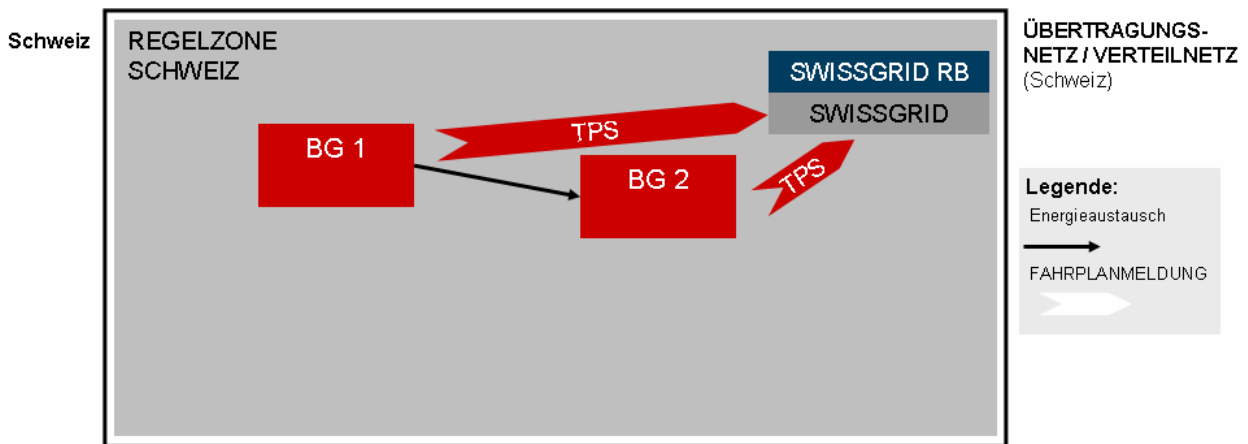 Schweiz
REGELZONE
SCHWEIZ
SWISSGRID RB
SWISSGRID
TPS
BG 1
BG 2
TPS
ÜBERTRAGUNGS-
NETZ / VERTEILNETZ
(Schweiz)
Legende:
Energieaustausch
FAHRPLANMELDUNG